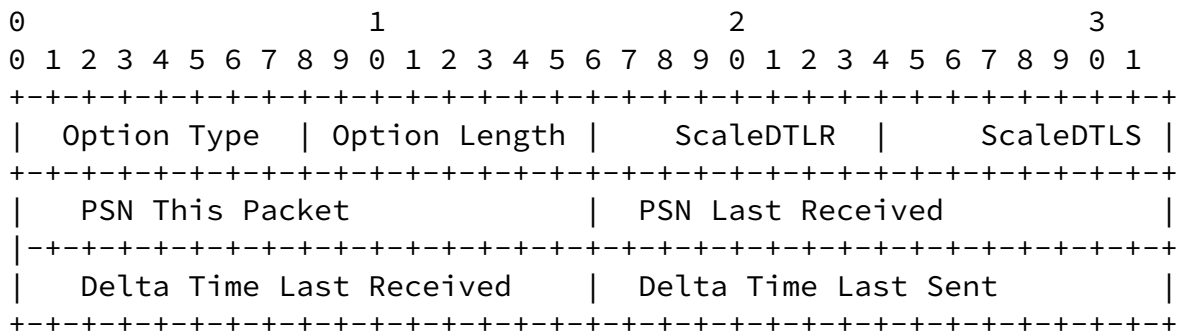 0                   1                   2                   3
0 1 2 3 4 5 6 7 8 9 0 1 2 3 4 5 6 7 8 9 0 1 2 3 4 5 6 7 8 9 0 1
+-+-+-+-+-+-+-+-+-+-+-+-+-+-+-+-+-+-+-+-+-+-+-+-+-+-+-+-+-+-+-+-+
|  Option Type  | Option Length |    ScaleDTLR  |     ScaleDTLS |
+-+-+-+-+-+-+-+-+-+-+-+-+-+-+-+-+-+-+-+-+-+-+-+-+-+-+-+-+-+-+-+-+
|   PSN This Packet             |  PSN Last Received            |
|-+-+-+-+-+-+-+-+-+-+-+-+-+-+-+-+-+-+-+-+-+-+-+-+-+-+-+-+-+-+-+-+
|   Delta Time Last Received    |  Delta Time Last Sent         |
+-+-+-+-+-+-+-+-+-+-+-+-+-+-+-+-+-+-+-+-+-+-+-+-+-+-+-+-+-+-+-+-+